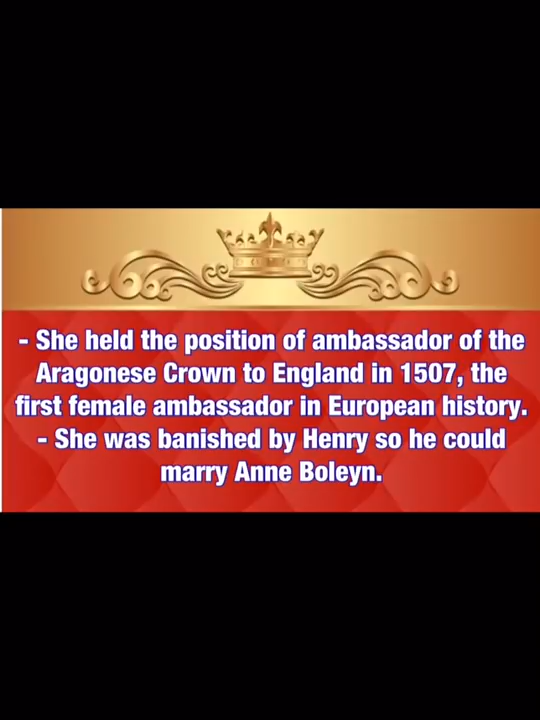 - She held the position of ambassador of the
Aragonese Crown to England in 1507, the
first female ambassador in European history.
- She was banished by Henry so he could
marry Anne Boleyn.